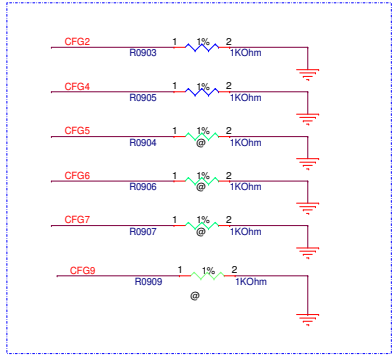 CFG2 1 1% 2
R0903 1KOhm
CFG4 1 1% 2
R0905 1KOhm
CFG5 1 1% 2
R0904 @ 1KOhm
CFG6 1 1% 2
R0906 @ 1KOhm
CFG7 1 1% 2
R0907 @ 1KOhm
CFG9 1 1% 2
R0909 1KOhm
@